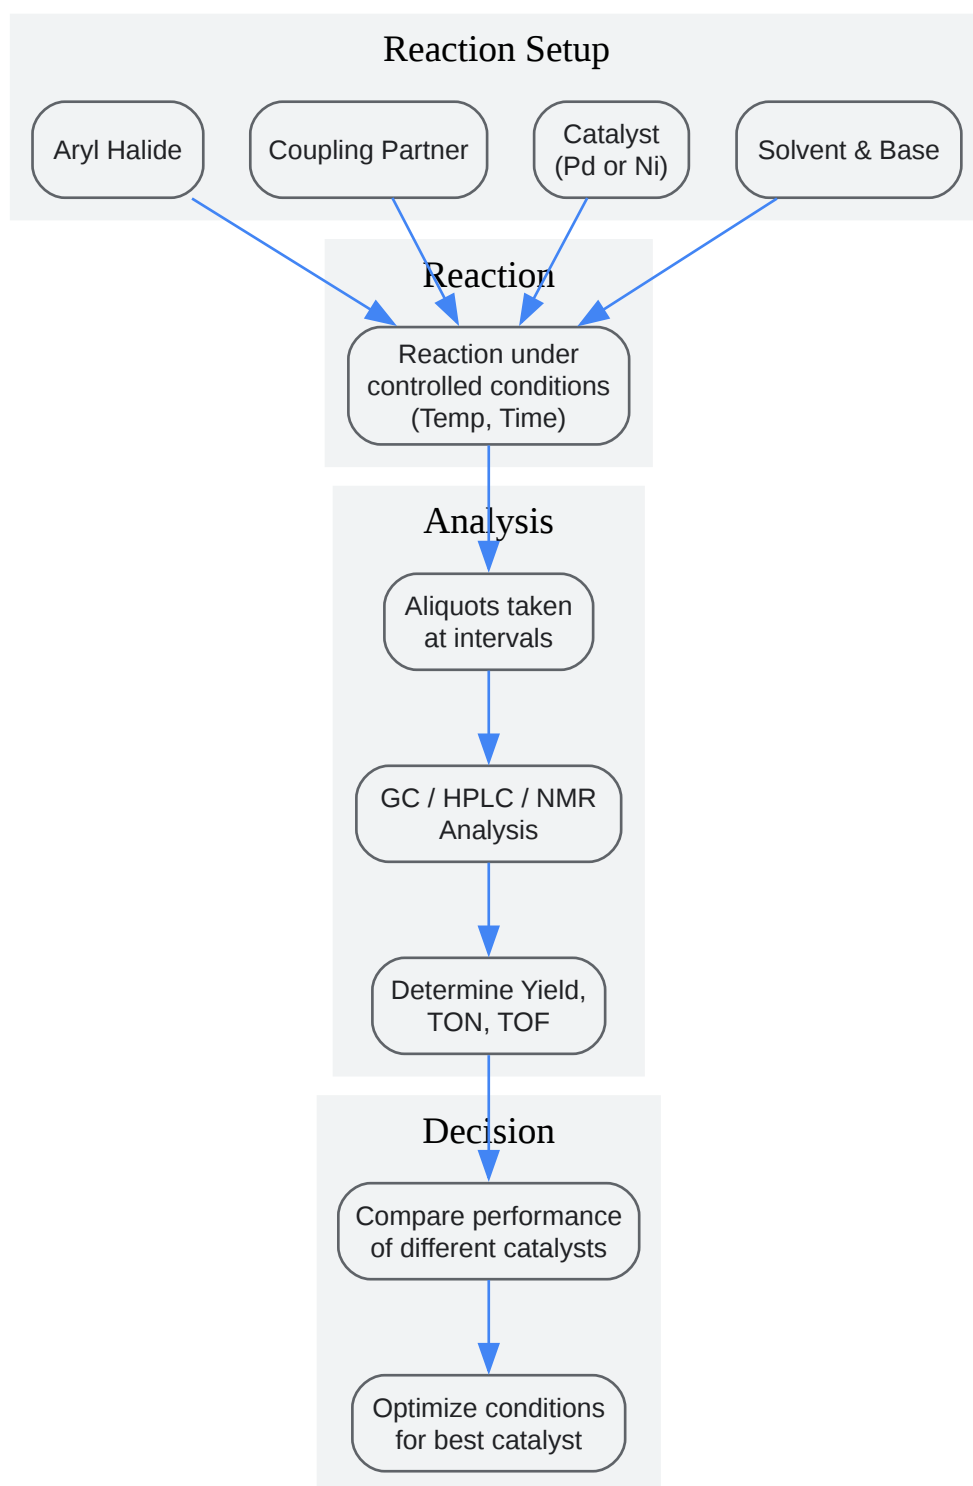 Reaction Setup
Aryl Halide
Coupling Partner
Catalyst
(Pd or Ni)
Solvent & Base
Reaction
Reaction under
controlled conditions
(Temp, Time)
Analysis
Aliquots taken
at intervals
GC / HPLC / NMR
Analysis
Determine Yield,
TON, TOF
Decision
Compare performance
of different catalysts
Optimize conditions
for best catalyst